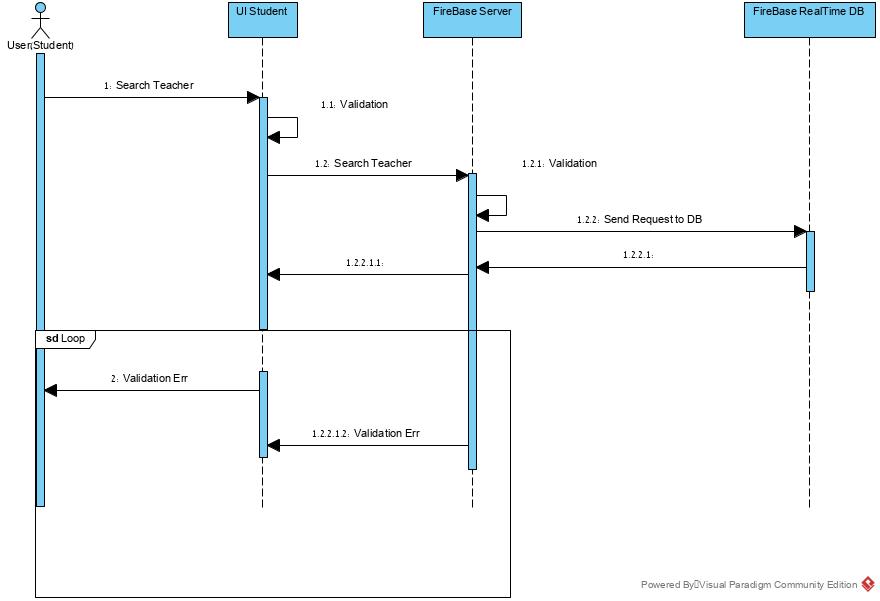 UI Student
FireBase Server
FireBase RealTime DB
User(Student)
1: Search Teacher
1.1: Validation
1.2: Search Teacher
1.2.1: Validation
1.2.2: Send Request to DB
1.2.2.1:
1.2.2.1.1:
sd Loop
2: Validation Err
1.2.2.1.2: Validation Err
Powered By Visual Paradigm Community Edition